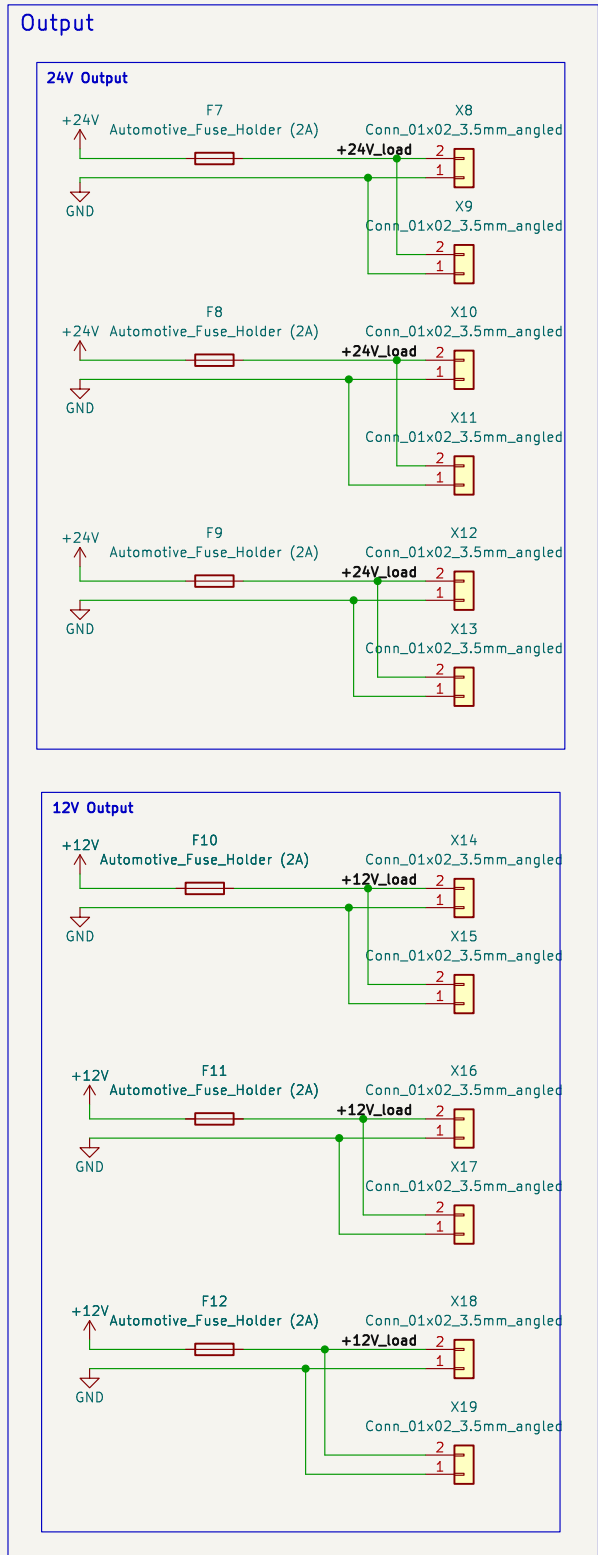 Output
24V Output
F7
X8
+24V
Automotive_Fuse_Holder (2A)
Conn_01x02_3.5mm_angled
+24V_load
2
1
GND
X9
Conn_01x02_3.5mm_angled
2
1
F8
X10
+24V
Automotive_Fuse_Holder (2A)
Conn_01x02_3.5mm_angled
+24V_load
2
1
GND
X11
Conn_01x02_3.5mm_angled
2
1
F9
X12
+24V
Automotive_Fuse_Holder (2A)
Conn_01x02_3.5mm_angled
+24V_load
2
1
GND
X13
Conn_01x02_3.5mm_angled
2
1
12V Output
F10
X14
+12V
Automotive_Fuse_Holder (2A)
Conn_01x02_3.5mm_angled
+12V_load
2
1
GND
X15
Conn_01x02_3.5mm_angled
2
1
F11
X16
+12V
Automotive_Fuse_Holder (2A)
Conn_01x02_3.5mm_angled
+12V_load
2
1
GND
X17
Conn_01x02_3.5mm_angled
2
1
F12
X18
+12V
Automotive_Fuse_Holder (2A)
Conn_01x02_3.5mm_angled
+12V_load
2
1
GND
X19
Conn_01x02_3.5mm_angled
2
1